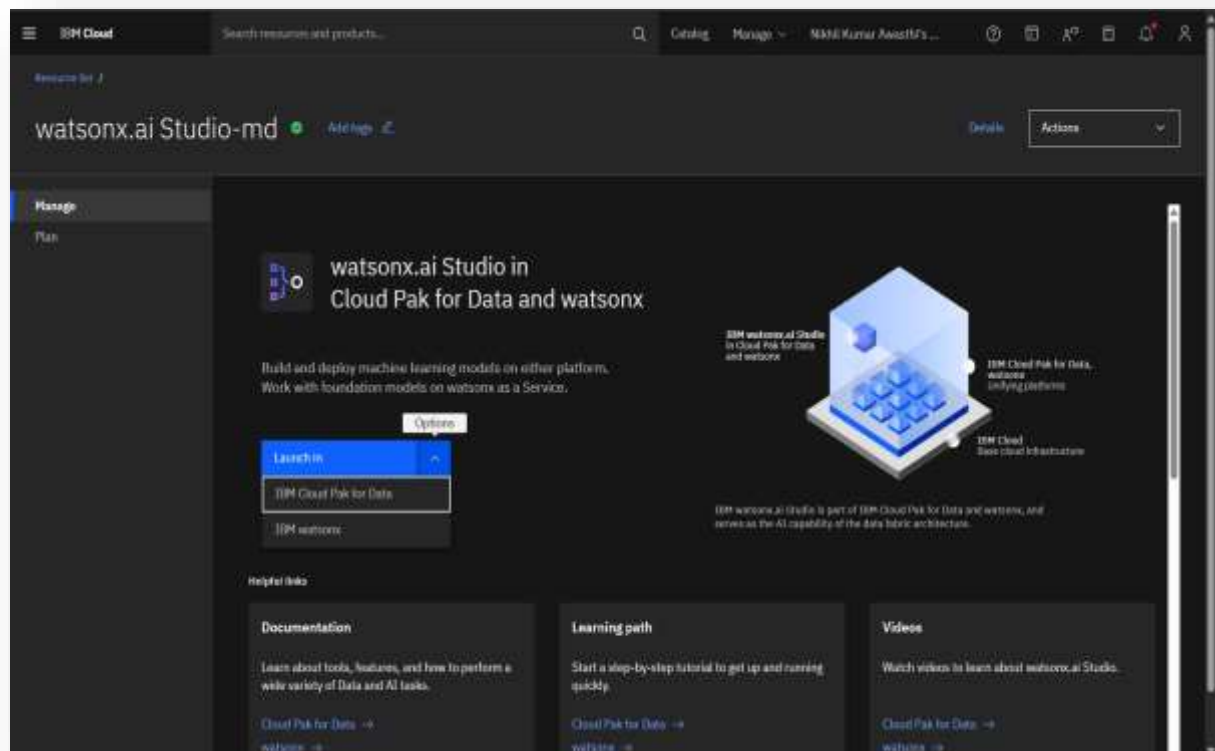 IBM Cloud
Search resources and products...
Catalog
Manage
Nikhil Kumar Awasthi's ...
Resource list /
watsonx.ai Studio-md
Add tags
Details
Actions
Manage
Plan
watsonx.ai Studio in
Cloud Pak for Data and watsonx
Build and deploy machine learning models on either platform.
Work with foundation models on watsonx as a Service.
Options
Launch in
IBM Cloud Pak for Data
IBM watsonx
IBM watsonx.ai Studio
in Cloud Pak for Data
and watsonx
IBM Cloud Pak for Data,
watsonx
Unifying platforms
IBM Cloud
Base cloud infrastructure
IBM watsonx.ai Studio is part of IBM Cloud Pak for Data and watsonx, and
serves as the AI capability of the data fabric architecture.
Helpful links
Documentation
Learn about tools, features, and how to perform a
wide variety of Data and AI tasks.
Cloud Pak for Data →
watsonx →
Learning path
Start a step-by-step tutorial to get up and running
quickly.
Cloud Pak for Data →
watsonx →
Videos
Watch videos to learn about watsonx.ai Studio.
Cloud Pak for Data →
watsonx →